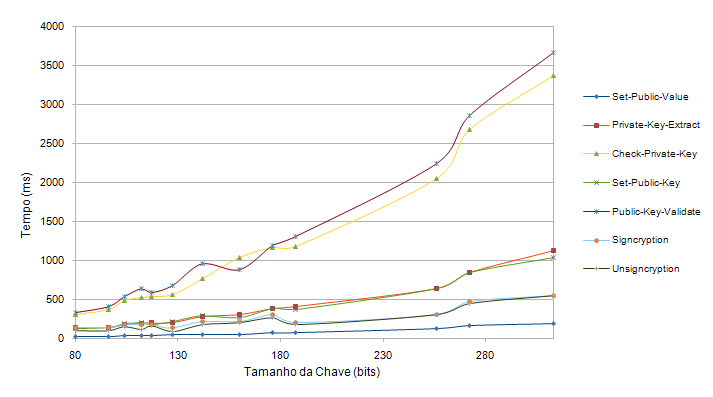 4000
3500
3000
2500
2000
1500
1000
500
0
Tempo (ms)
80
130
180
230
280
Tamanho da Chave (bits)
Set-Public-Value
Private-Key-Extract
Check-Private-Key
Set-Public-Key
Public-Key-Validate
Signcryption
Unsigncryption